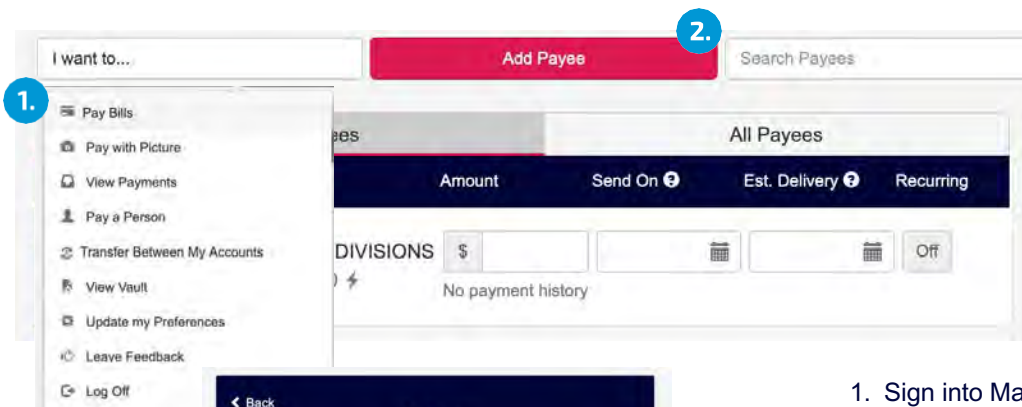 2.
I want to...
Add Payee
Search Payees
1.
Pay Bills
Pay with Picture
View Payments
Pay a Person
Transfer Between My Accounts
View Vault
Update my Preferences
Leave Feedback
Log Off
All Payees
Amount
Send On ?
Est. Delivery ?
Recurring
DIVISIONS
$
Off
No payment history
Back
1. Sign into